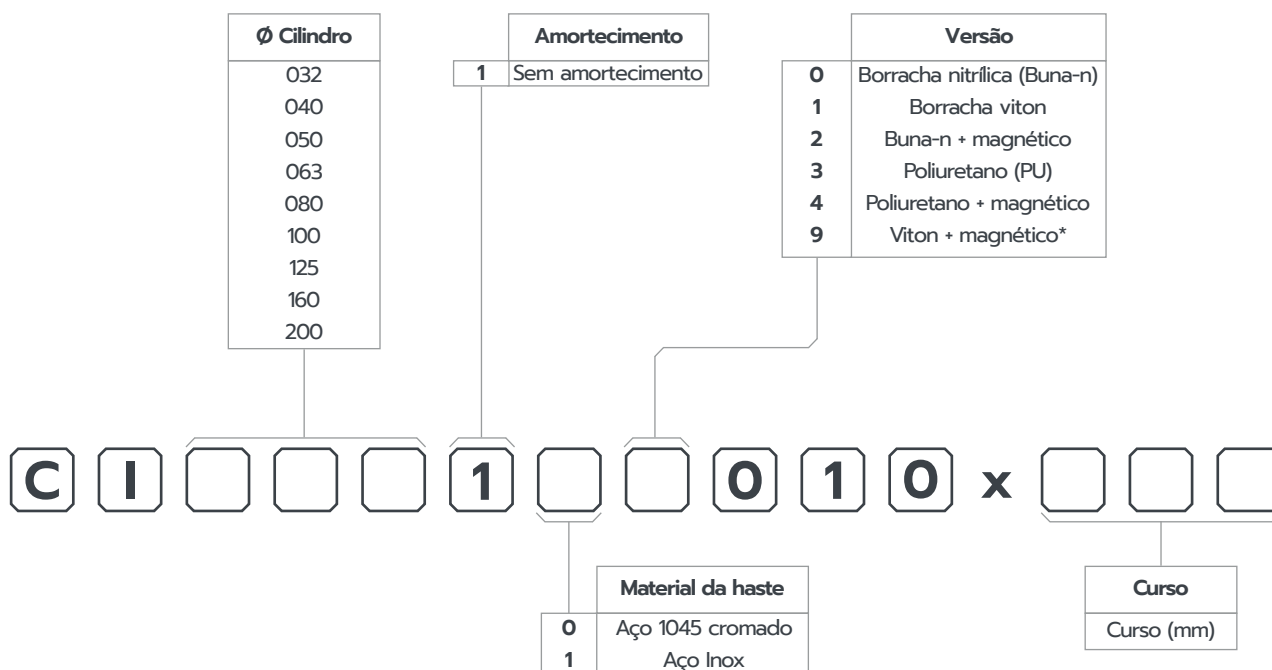 Ø Cilindro
032
040
050
063
080
100
125
160
200
Amortecimento
1 Sem amortecimento
Versão
0 Borracha nitrílica (Buna-n)
1 Borracha viton
2 Buna-n + magnético
3 Poliuretano (PU)
4 Poliuretano + magnético
9 Viton + magnético*
C I 1 0 1 0 x
Material da haste
0 Aço 1045 cromado
1 Aço Inox
Curso
Curso (mm)